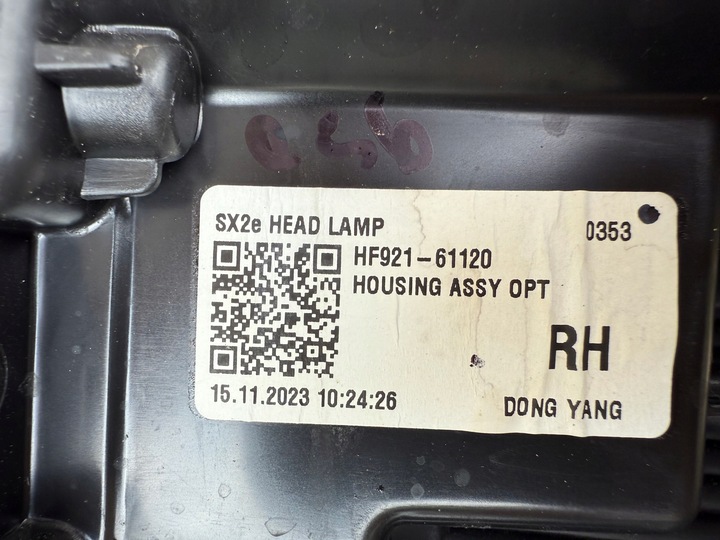 SX2e HEAD LAMP 0353
HF921-61120
HOUSING ASSY OPT
RH
15.11.2023 10:24:26 DONG YANG